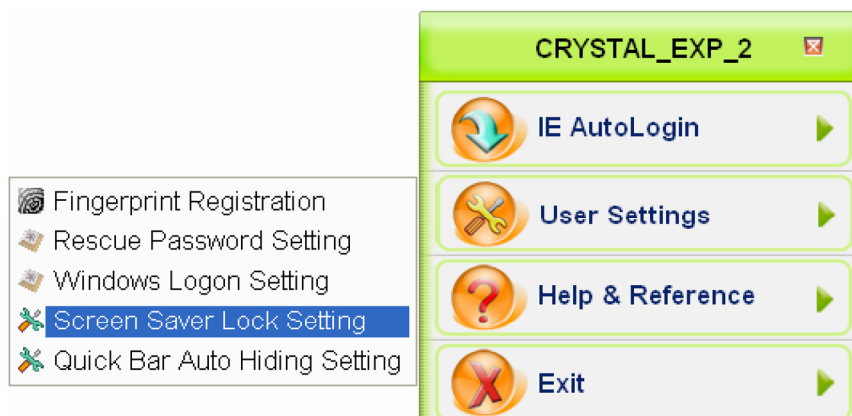 CRYSTAL_EXP_2
IE AutoLogin
User Settings
Help & Reference
Exit
Fingerprint Registration
Rescue Password Setting
Windows Logon Setting
Screen Saver Lock Setting
Quick Bar Auto Hiding Setting